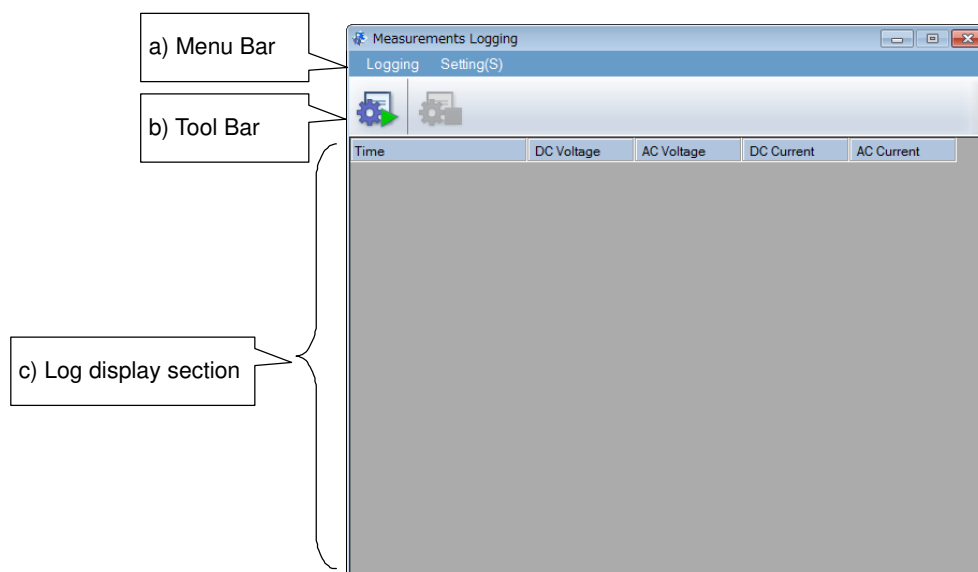 a) Menu Bar
Measurements Logging
Logging Setting(S)
b) Tool Bar
Time DC Voltage AC Voltage DC Current AC Current
c) Log display section